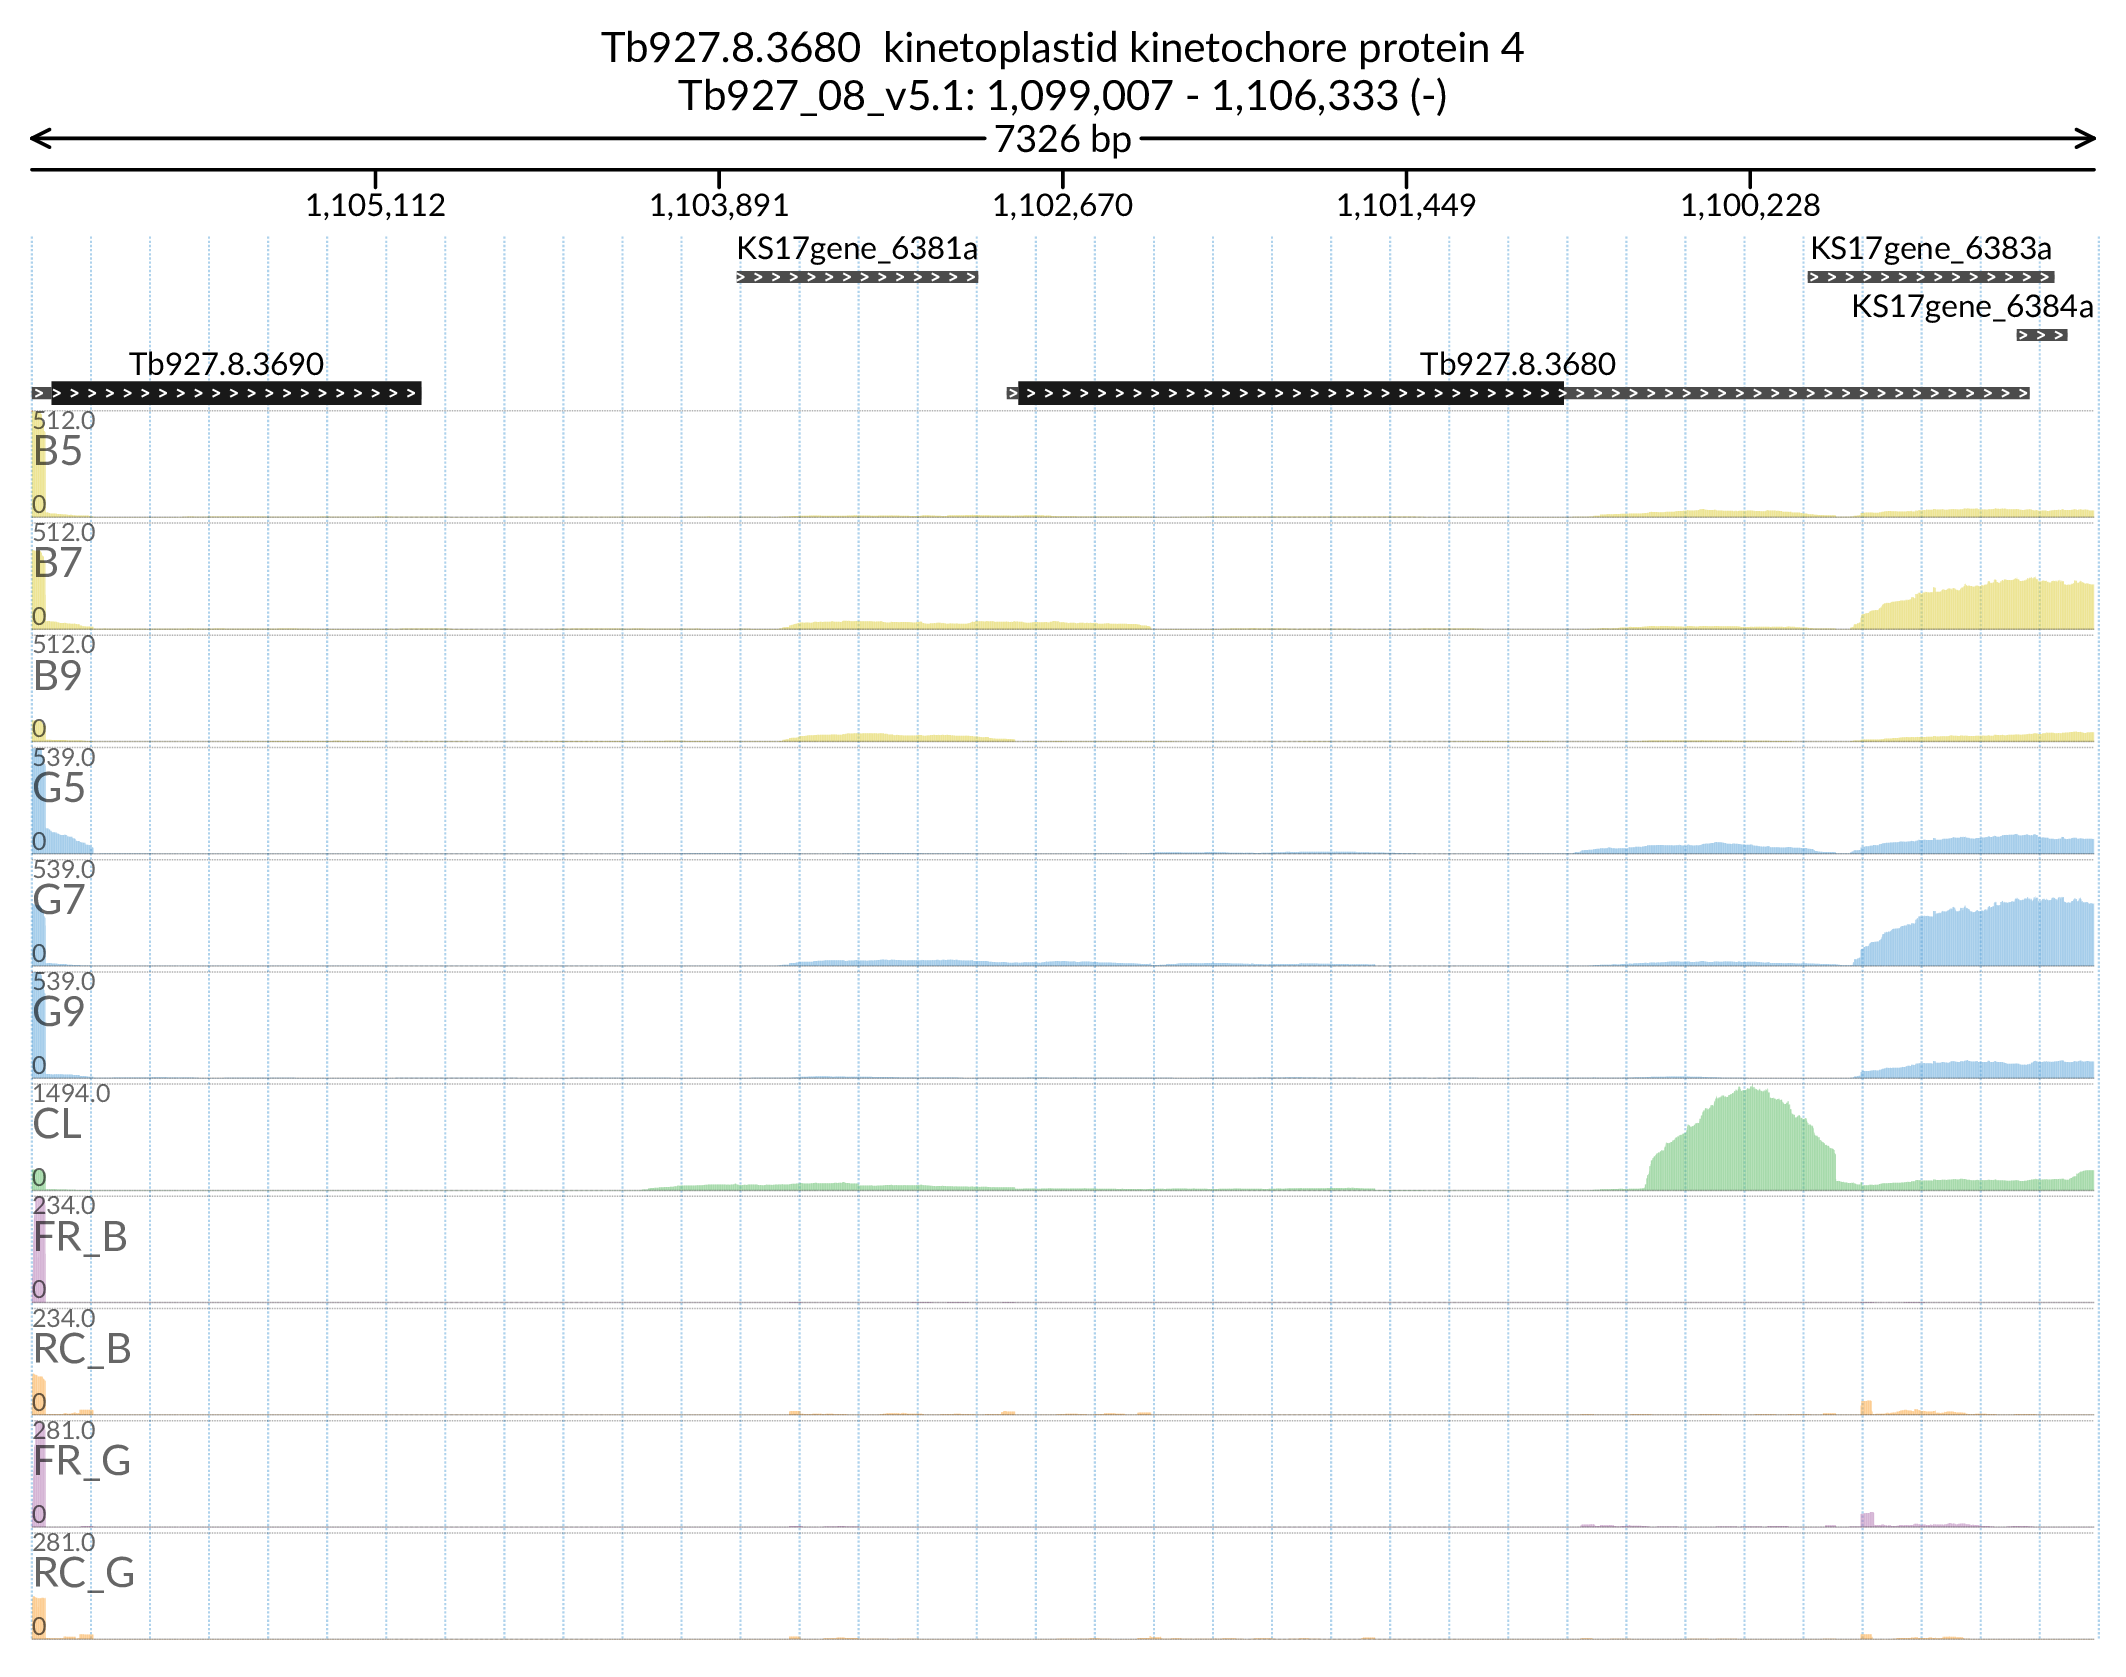 Tb927.8.3680  kinetoplastid kinetochore protein 4
Tb927_08_v5.1: 1,099,007 - 1,106,333 (-)
7326 bp
1,105,112 1,103,891 1,102,670 1,101,449 1,100,228
KS17gene_6381a KS17gene_6383a
KS17gene_6384a
Tb927.8.3690 Tb927.8.3680
512.0
B5
0
512.0
B7
0
512.0
B9
0
539.0
G5
0
539.0
G7
0
539.0
G9
0
1494.0
CL
0
234.0
FR_B
0
234.0
RC_B
0
281.0
FR_G
0
281.0
RC_G
0